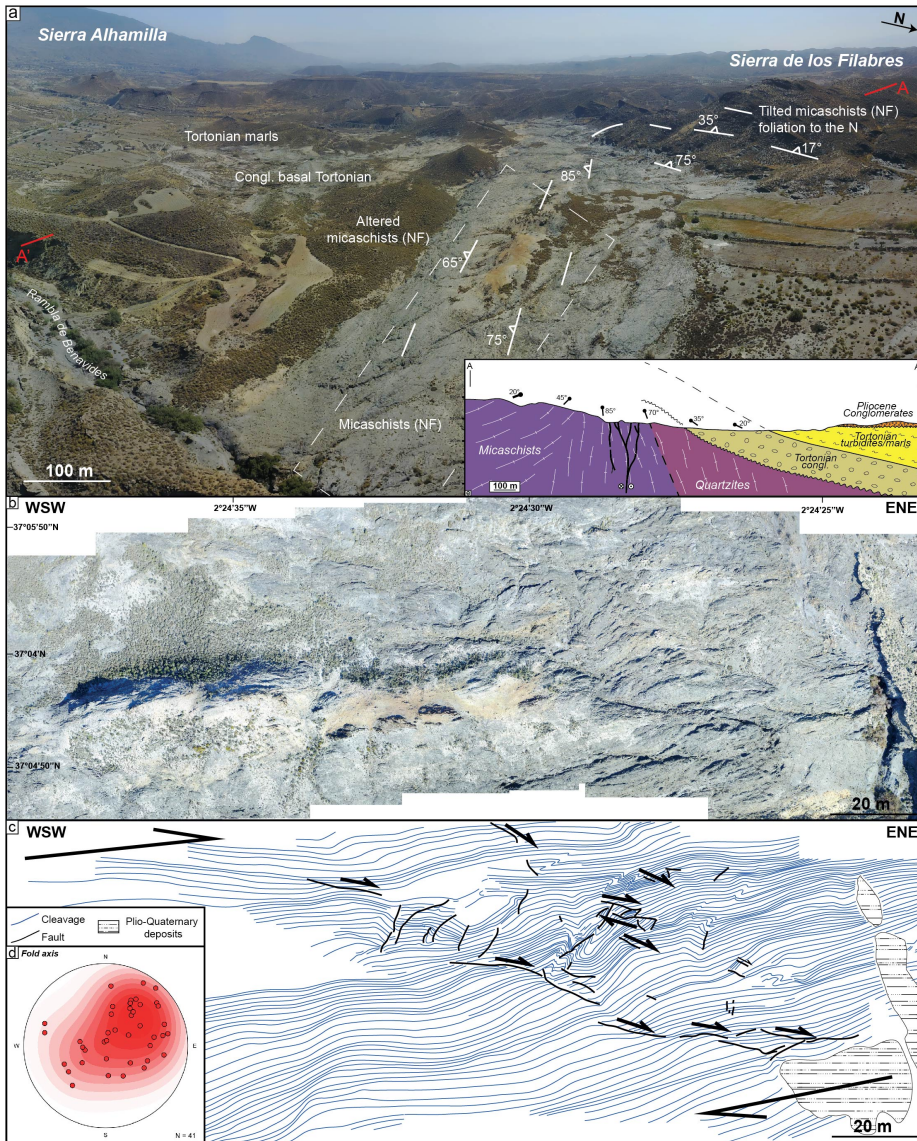 a
Sierra Alhamilla
N
Sierra de los Filabres
A
Tilted micaschists (NF)
foliation to the N
35°
17°
75°
85°
Tortonian marls
Congl. basal Tortonian
Altered
micaschists (NF)
A'
65°
Rambla de Benavides
75°
Micaschists (NF)
100 m
A
20°
45°
85°
70°
35°
20°
Pliocene
Conglomerates
Micaschists
Tortonian
turbidites/marls
Tortonian
congl.
Quartzites
100 m
b
WSW
2°24'35''W
2°24'30''W
2°24'25''W
ENE
37°05'50''N
37°04'N
37°04'50''N
20 m
c
WSW
ENE
Cleavage
Fault
Plio-Quaternary
deposits
d
Fold axis
N
W
E
S
N = 41
20 m